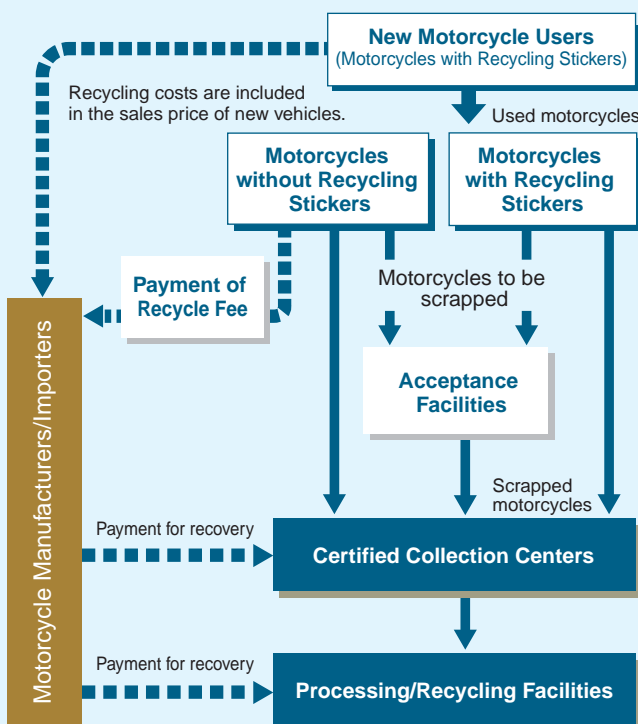 New Motorcycle Users
(Motorcycles with Recycling Stickers)
Recycling costs are included
in the sales price of new vehicles.
Used motorcycles
Motorcycles
without Recycling
Stickers
Motorcycles
with Recycling
Stickers
Payment of
Recycle Fee
Motorcycles to be
scrapped
Motorcycle Manufacturers/Importers
Acceptance
Facilities
Scrapped
motorcycles
Payment for recovery
Certified Collection Centers
Payment for recovery
Processing/Recycling Facilities